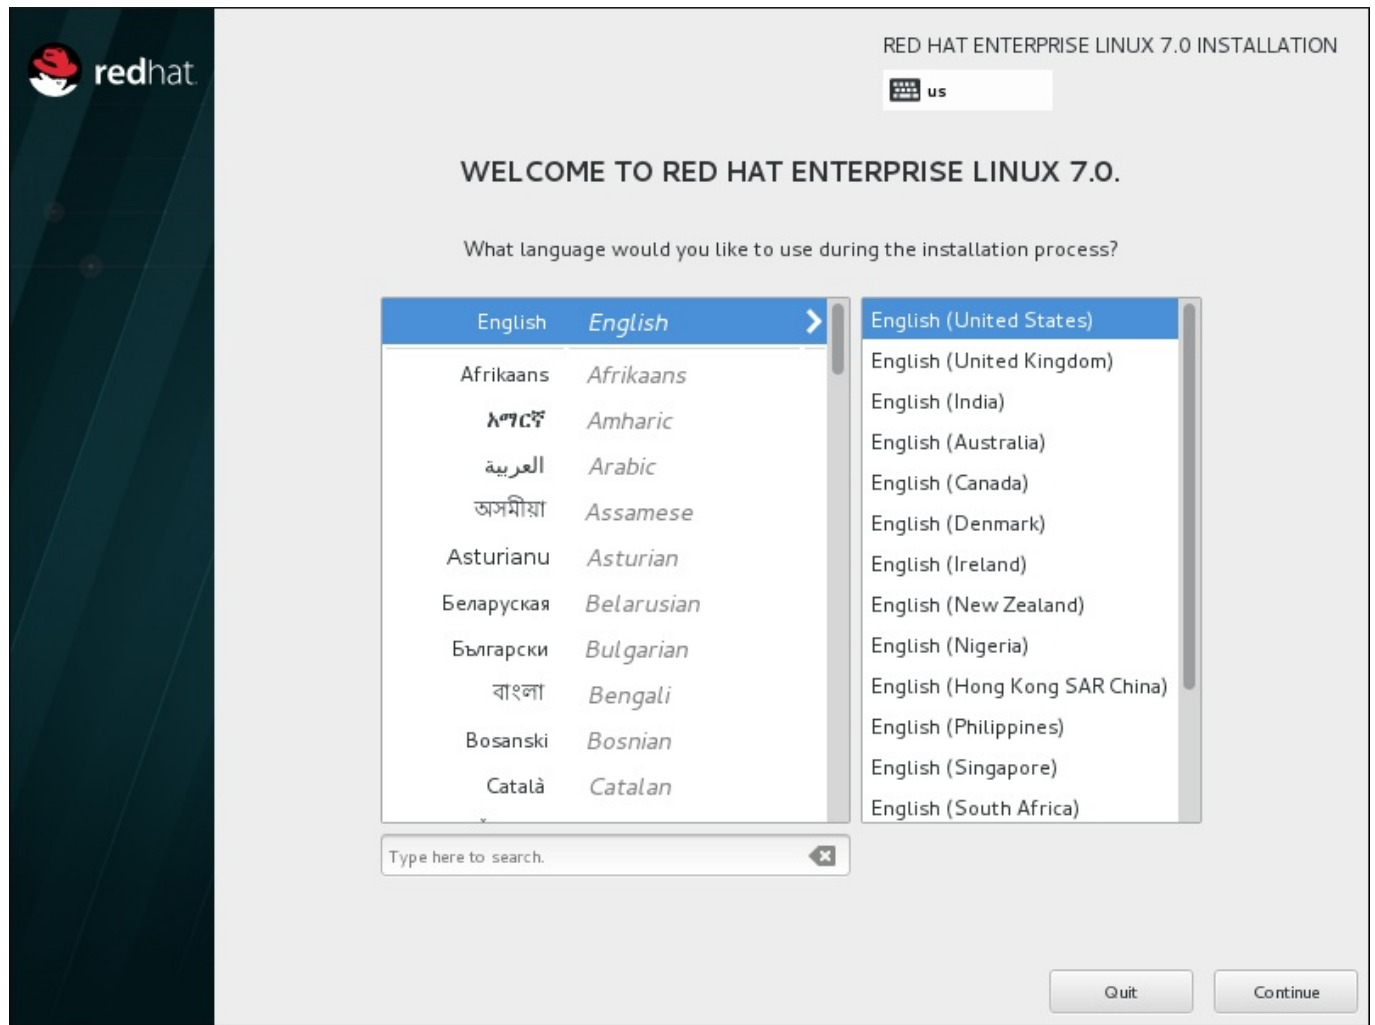 redhat.
RED HAT ENTERPRISE LINUX 7.0 INSTALLATION
us
WELCOME TO RED HAT ENTERPRISE LINUX 7.0.
What language would you like to use during the installation process?
English English
Afrikaans Afrikaans
አማርኛ Amharic
العربية Arabic
অসমীয়া Assamese
Asturianu Asturian
Беларуская Belarusian
Български Bulgarian
বাংলা Bengali
Bosanski Bosnian
Català Catalan
English (United States)
English (United Kingdom)
English (India)
English (Australia)
English (Canada)
English (Denmark)
English (Ireland)
English (New Zealand)
English (Nigeria)
English (Hong Kong SAR China)
English (Philippines)
English (Singapore)
English (South Africa)
Type here to search.
Quit Continue